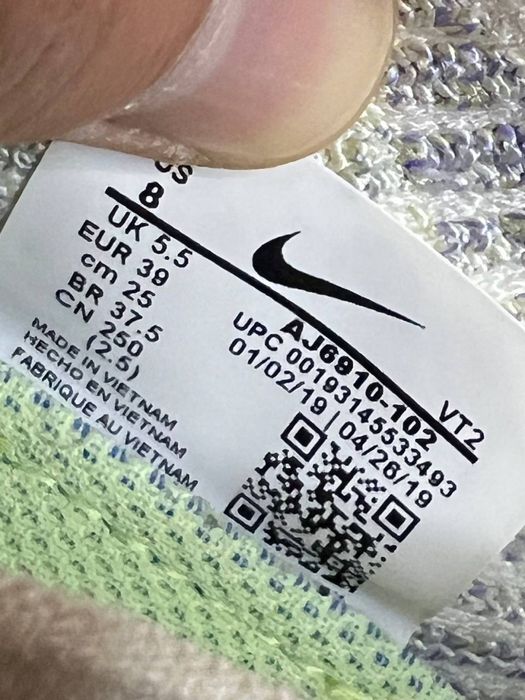 US
8
UK 5.5
EUR 39
cm 25
BR 37.5
CN 250
(2.5)
MADE IN VIETNAM
HECHO EN VIETNAM
FABRIQUE AU VIETNAM
AJ6910-102 VT2
UPC 00193145533493
01/02/19 | 04/26/19